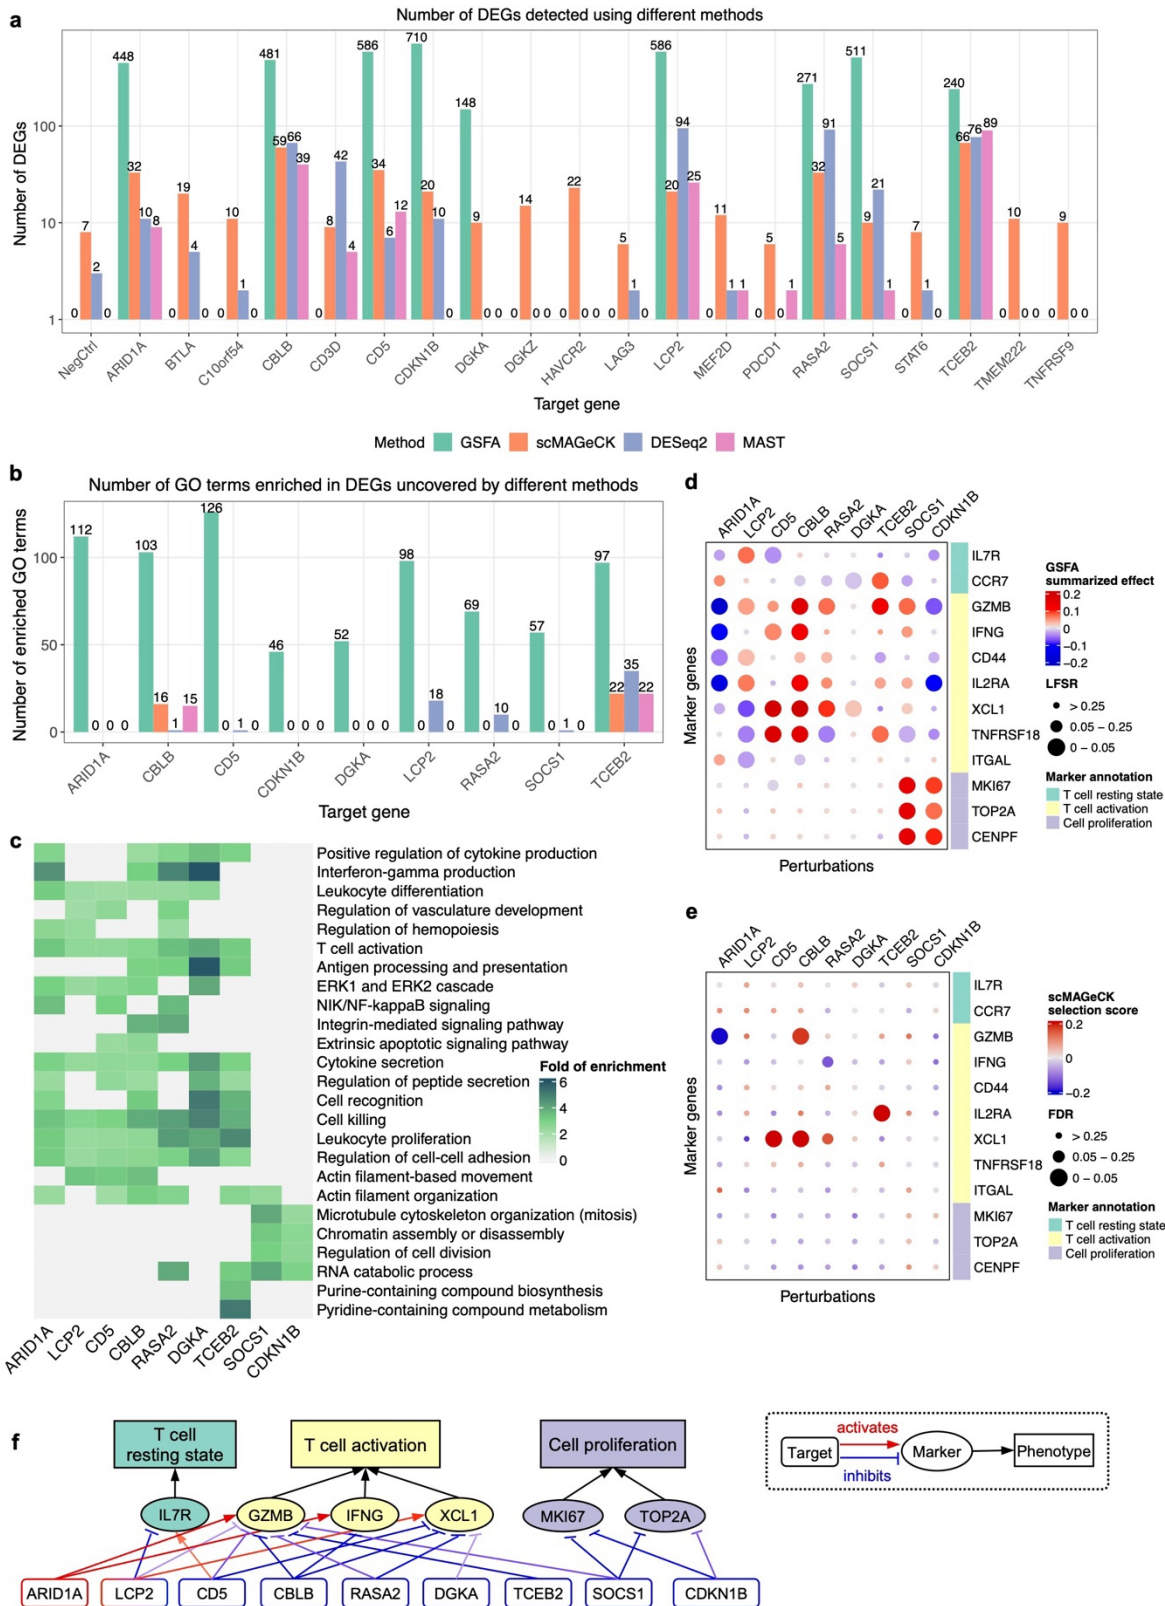 a
Number of DEGs detected using different methods
Number of DEGs
100
10
1
0 7 2 0
448 32 10 8
0 19 4 0
0 10 1 0
481 59 66 39
0 8 42 4
586 34 6 12
710 20 10 0
148 9 0 0
0 14 0 0
0 22 0 0
0 5 1 0
586 20 94 25
0 11 1 1
0 5 0 1
271 32 91 5
511 9 21 1
0 7 1 0
240 66 76 89
0 10 0 0
0 9 0 0
NegCtrl ARID1A BTLA C10orf54 CBLB CD3D CD5 CDKN1B DGKA DGKZ HAVCR2 LAG3 LCP2 MEF2D PDCD1 RASA2 SOCS1 STAT6 TCEB2 TMEM222 TNFRSF9
Target gene
Method GSFA scMAGeCK DESeq2 MAST
b
Number of GO terms enriched in DEGs uncovered by different methods
Number of enriched GO terms
100
50
0
112 0 0 0
103 16 1 15
126 0 1 0
46 0 0 0
52 0 0 0
98 0 18 0
69 0 10 0
57 0 1 0
97 22 35 22
ARID1A CBLB CD5 CDKN1B DGKA LCP2 RASA2 SOCS1 TCEB2
Target gene
c
Positive regulation of cytokine production
Interferon-gamma production
Leukocyte differentiation
Regulation of vasculature development
Regulation of hemopoiesis
T cell activation
Antigen processing and presentation
ERK1 and ERK2 cascade
NIK/NF-kappaB signaling
Integrin-mediated signaling pathway
Extrinsic apoptotic signaling pathway
Cytokine secretion
Regulation of peptide secretion
Cell recognition
Cell killing
Leukocyte proliferation
Regulation of cell-cell adhesion
Actin filament-based movement
Actin filament organization
Microtubule cytoskeleton organization (mitosis)
Chromatin assembly or disassembly
Regulation of cell division
RNA catabolic process
Purine-containing compound biosynthesis
Pyridine-containing compound metabolism
ARID1A LCP2 CD5 CBLB RASA2 DGKA TCEB2 SOCS1 CDKN1B
Fold of enrichment
6
4
2
0
d
ARID1A LCP2 CD5 CBLB RASA2 DGKA TCEB2 SOCS1 CDKN1B
Marker genes
IL7R
CCR7
GZMB
IFNG
CD44
IL2RA
XCL1
TNFRSF18
ITGAL
MKI67
TOP2A
CENPF
Perturbations
GSFA
summarized effect
0.2
0.1
0
−0.1
−0.2
LFSR
> 0.25
0.05 − 0.25
0 − 0.05
Marker annotation
T cell resting state
T cell activation
Cell proliferation
e
ARID1A LCP2 CD5 CBLB RASA2 DGKA TCEB2 SOCS1 CDKN1B
Marker genes
IL7R
CCR7
GZMB
IFNG
CD44
IL2RA
XCL1
TNFRSF18
ITGAL
MKI67
TOP2A
CENPF
Perturbations
scMAGeCK
selection score
0.2
0
−0.2
FDR
> 0.25
0.05 − 0.25
0 − 0.05
Marker annotation
T cell resting state
T cell activation
Cell proliferation
f
T cell
resting state
T cell activation
Cell proliferation
IL7R GZMB IFNG XCL1 MKI67 TOP2A
ARID1A LCP2 CD5 CBLB RASA2 DGKA TCEB2 SOCS1 CDKN1B
activates
Target Marker Phenotype
inhibits